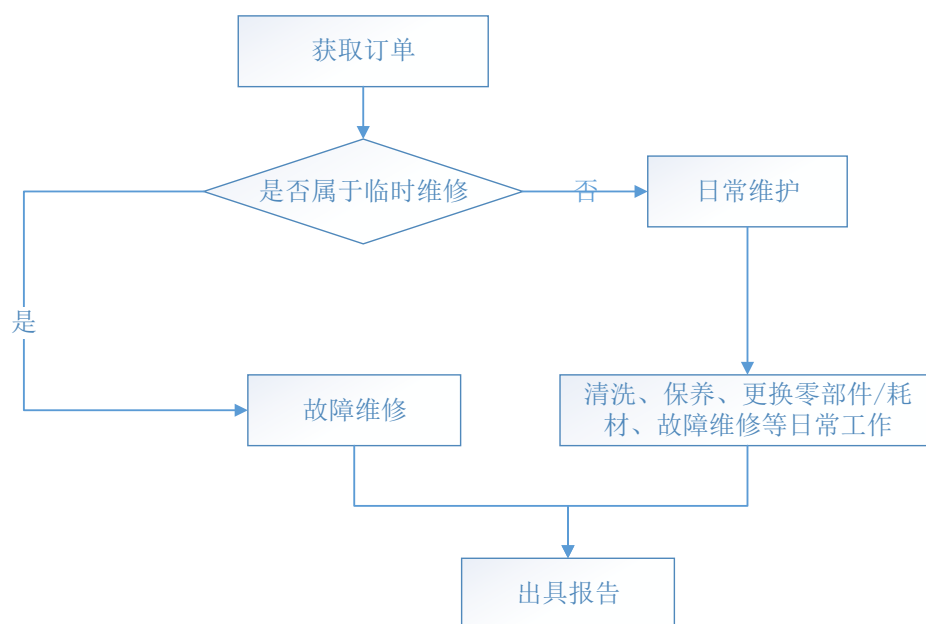 获取订单
是否属于临时维修
否
日常维护
是
故障维修
清洗、保养、更换零部件/耗
材、故障维修等日常工作
出具报告